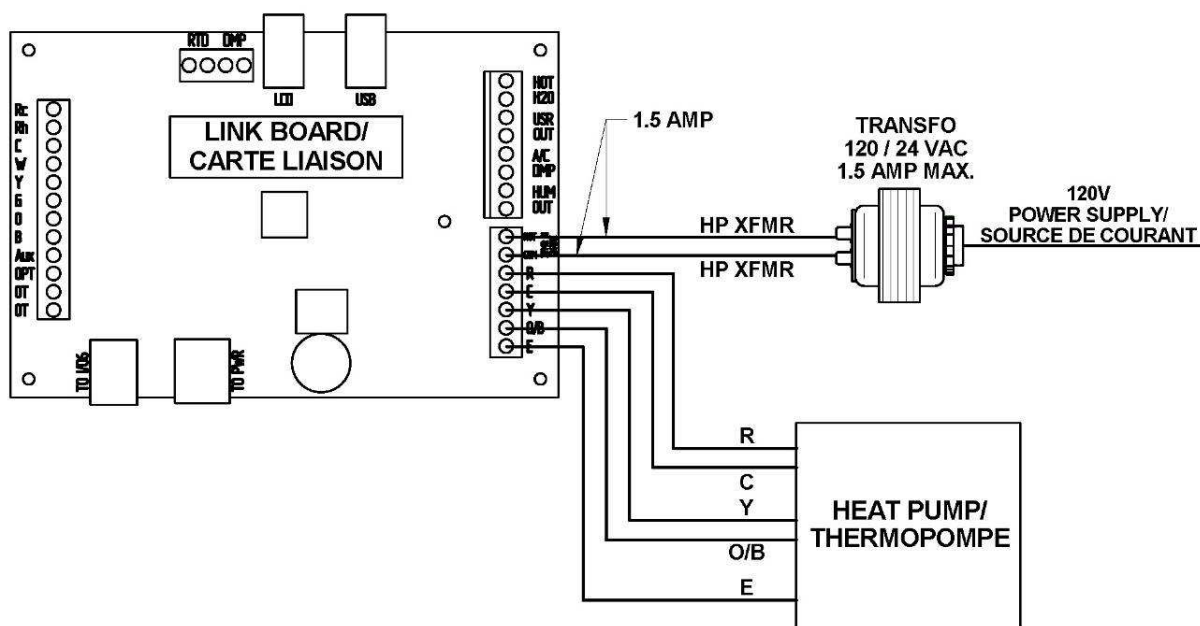 RTD DMP
LCD
USB
Rc
Rh
C
W
Y
G
O
B
Aux
OPT
OT
OT
LINK BOARD/
CARTE LIAISON
HOT
H2O
USR
OUT
A/C
DMP
HUM
OUT
R
C
Y
O/B
E
TO I/O6
TO PWR
1.5 AMP
TRANSFO
120 / 24 VAC
1.5 AMP MAX.
HP XFMR
HP XFMR
120V
POWER SUPPLY/
SOURCE DE COURANT
R
C
Y
O/B
E
HEAT PUMP/
THERMOPOMPE